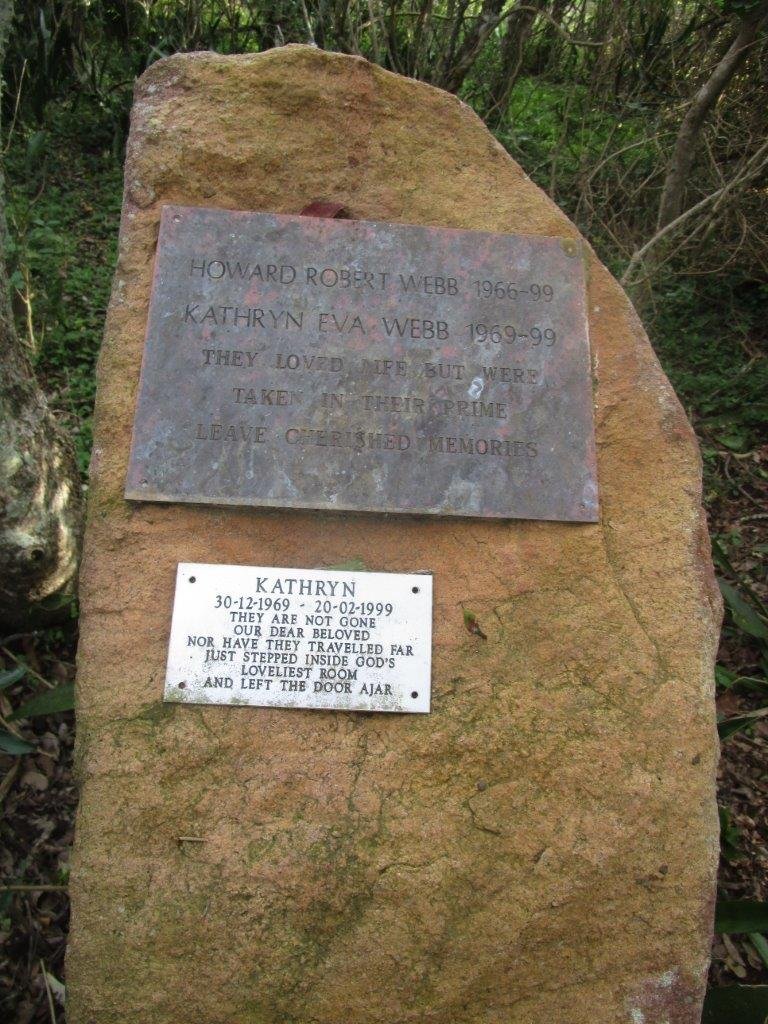 HOWARD ROBERT WEBB 1966-99
KATHRYN EVA WEBB 1969-99
THEY LOVED LIFE BUT WERE
TAKEN IN THEIR PRIME
LEAVE CHERISHED MEMORIES
KATHRYN
30-12-1969 - 20-02-1999
THEY ARE NOT GONE
OUR DEAR BELOVED
NOR HAVE THEY TRAVELLED FAR
JUST STEPPED INSIDE GOD'S
LOVELIEST ROOM
AND LEFT THE DOOR AJAR